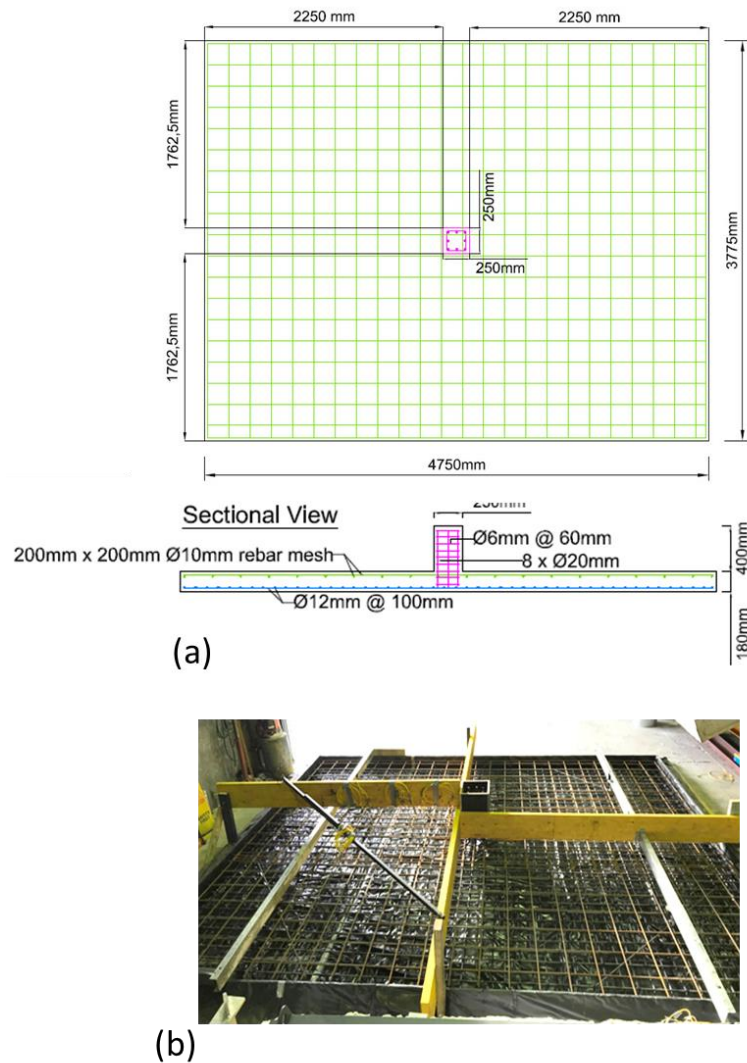 2250 mm
2250 mm
1762,5mm
250mm
250mm
3775mm
1762,5mm
4750mm
Sectional View
Ø6mm @ 60mm
200mm x 200mm Ø10mm rebar mesh
8 x Ø20mm
400mm
Ø12mm @ 100mm
180mm
(a)
(b)